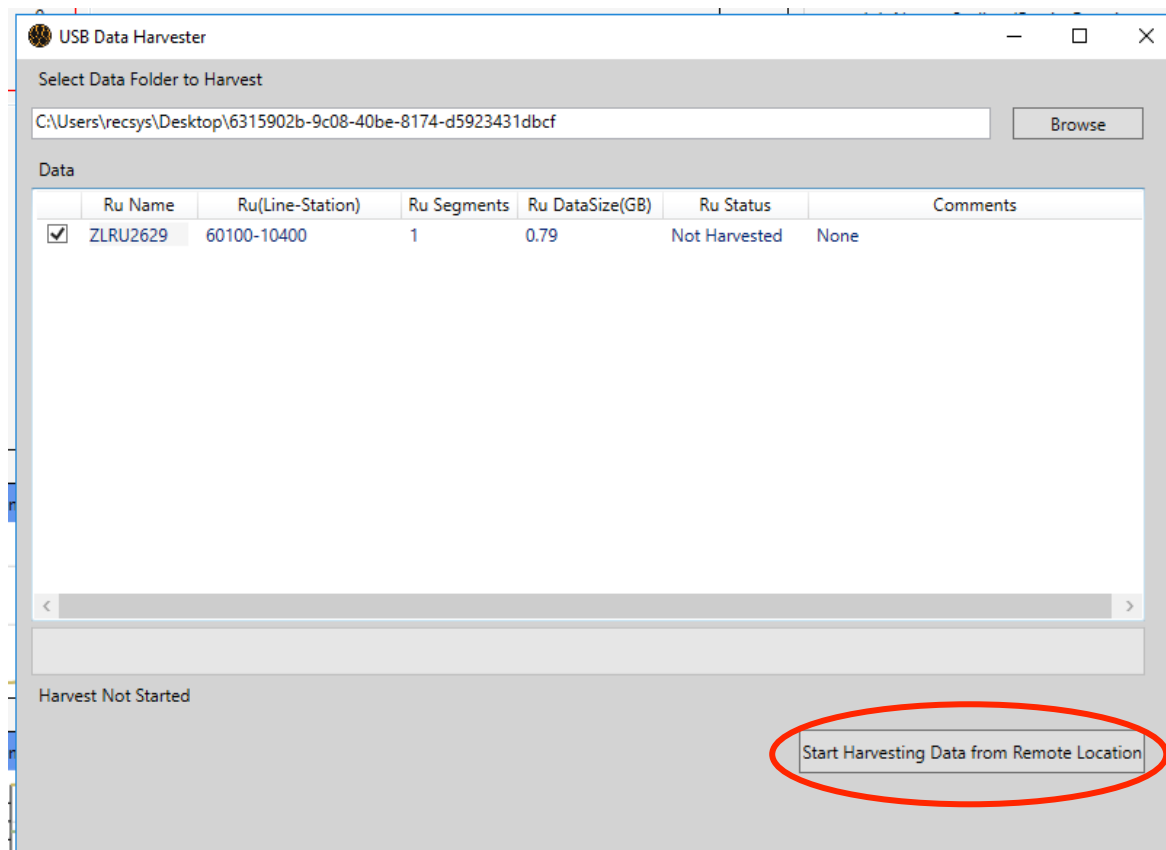 USB Data Harvester
Select Data Folder to Harvest
C:\Users\recsys\Desktop\6315902b-9c08-40be-8174-d5923431dbcf
Browse
Data
Ru Name Ru(Line-Station) Ru Segments Ru DataSize(GB) Ru Status Comments
ZLRU2629 60100-10400 1 0.79 Not Harvested None
Harvest Not Started
Start Harvesting Data from Remote Location